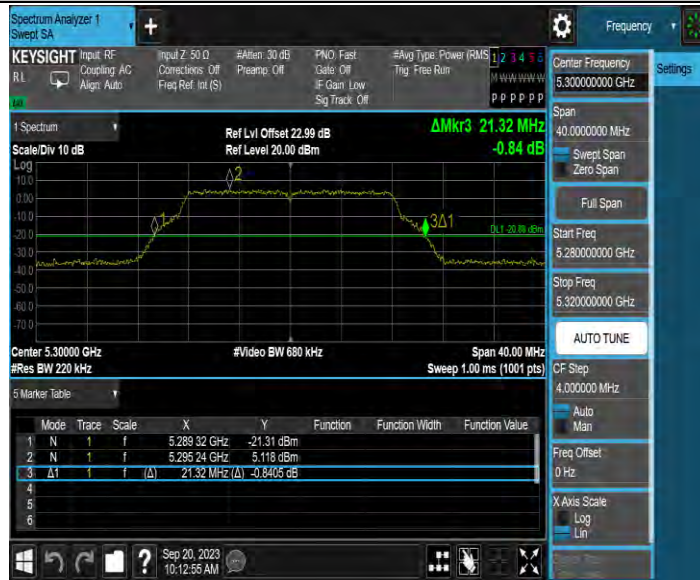 Spectrum Analyzer 1
Swept SA
+
Frequency
KEYSIGHT
RL
Input: RF
Coupling: AC
Align: Auto
Input Z: 50 Ω
Corrections: Off
Freq Ref: Int (S)
#Atten: 30 dB
Preamp: Off
PNO: Fast
Gate: Off
IF Gain: Low
Sig Track: Off
#Avg Type: Power (RMS
Trig: Free Run
1 2 3 4 5 6
M W W W W W
P P P P P P
Center Frequency
5.300000000 GHz
Settings
Span
40.0000000 MHz
Swept Span
Zero Span
Full Span
Start Freq
5.280000000 GHz
Stop Freq
5.320000000 GHz
AUTO TUNE
CF Step
4.000000 MHz
Auto
Man
Freq Offset
0 Hz
X Axis Scale
Log
Lin
1 Spectrum
Scale/Div 10 dB
Ref Lvl Offset 22.99 dB
Ref Level 20.00 dBm
ΔMkr3 21.32 MHz
-0.84 dB
Log
10.0
0.00
-10.0
-20.0
-30.0
-40.0
-50.0
-60.0
-70.0
1
2
3Δ1
DL1 -20.88 dBm
Center 5.30000 GHz
#Video BW 680 kHz
Span 40.00 MHz
#Res BW 220 kHz
Sweep 1.00 ms (1001 pts)
5 Marker Table
Mode Trace Scale X Y Function Function Width Function Value
1 N 1 f 5.289 32 GHz -21.31 dBm
2 N 1 f 5.295 24 GHz 5.118 dBm
3 Δ1 1 f (Δ) 21.32 MHz (Δ) -0.8405 dB
4
5
6
?
Sep 20, 2023
10:12:55 AM